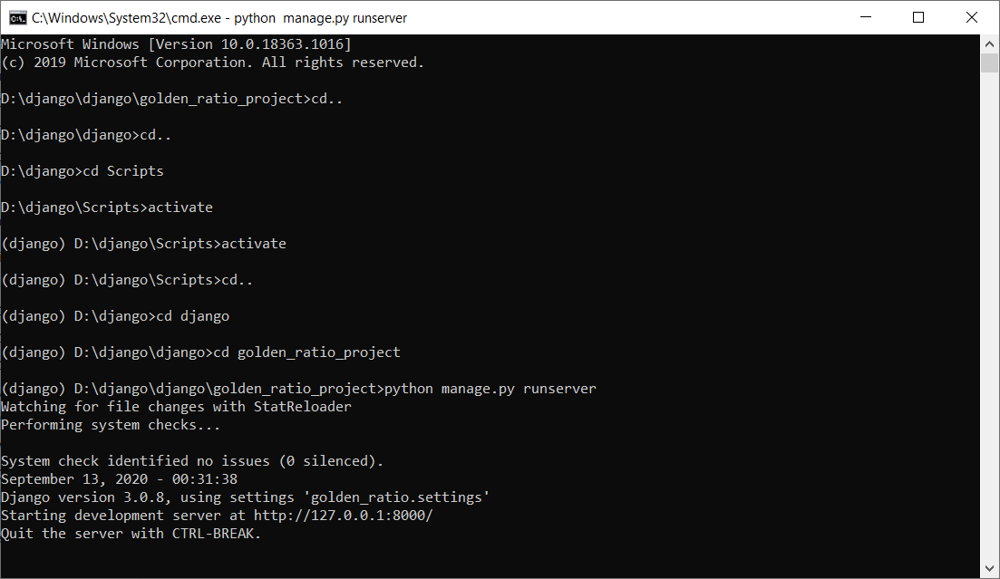 C:\Windows\System32\cmd.exe - python  manage.py runserver
Microsoft Windows [Version 10.0.18363.1016]
(c) 2019 Microsoft Corporation. All rights reserved.
D:\django\django\golden_ratio_project>cd..
D:\django\django>cd..
D:\django>cd Scripts
D:\django\Scripts>activate
(django) D:\django\Scripts>activate
(django) D:\django\Scripts>cd..
(django) D:\django>cd django
(django) D:\django\django>cd golden_ratio_project
(django) D:\django\django\golden_ratio_project>python manage.py runserver
Watching for file changes with StatReloader
Performing system checks...
System check identified no issues (0 silenced).
September 13, 2020 - 00:31:38
Django version 3.0.8, using settings 'golden_ratio.settings'
Starting development server at http://127.0.0.1:8000/
Quit the server with CTRL-BREAK.